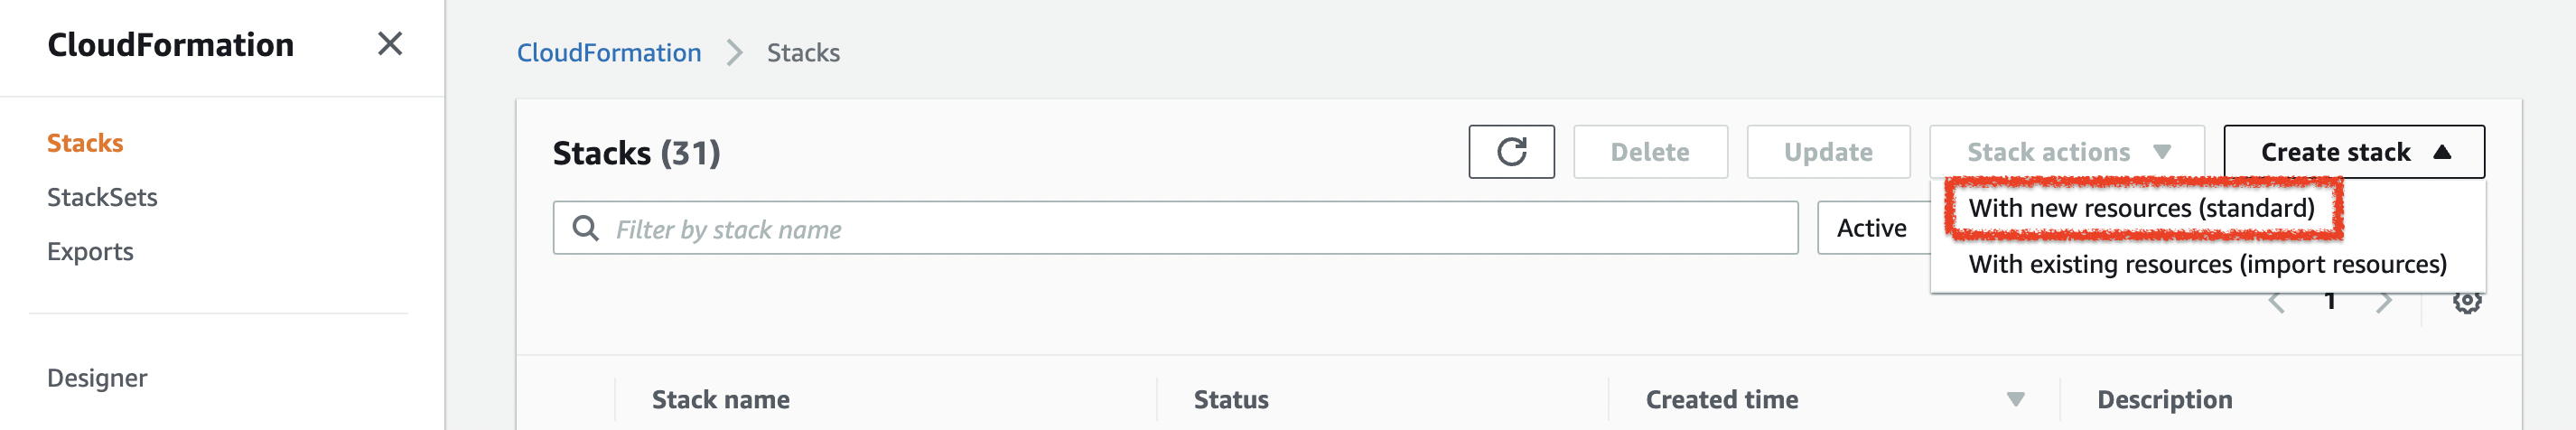 CloudFormation
Stacks
StackSets
Exports
Designer
CloudFormation > Stacks
Stacks (31)
Delete
Update
Stack actions
Create stack
With new resources (standard)
With existing resources (import resources)
Filter by stack name
Active
1
Stack name
Status
Created time
Description